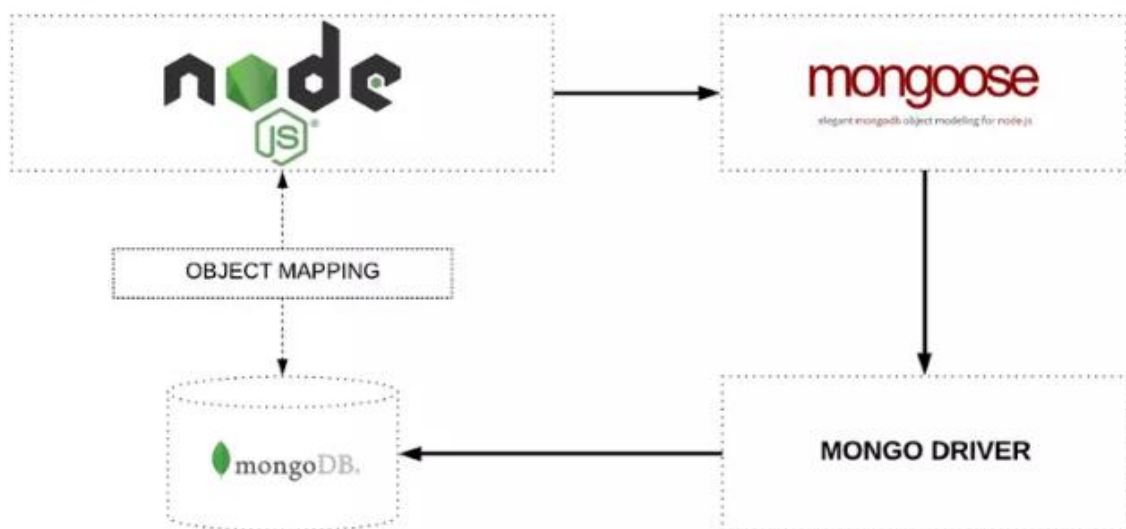 node
JS®
mongoose
elegant mongodb object modeling for node.js
OBJECT MAPPING
mongoDB.
MONGO DRIVER